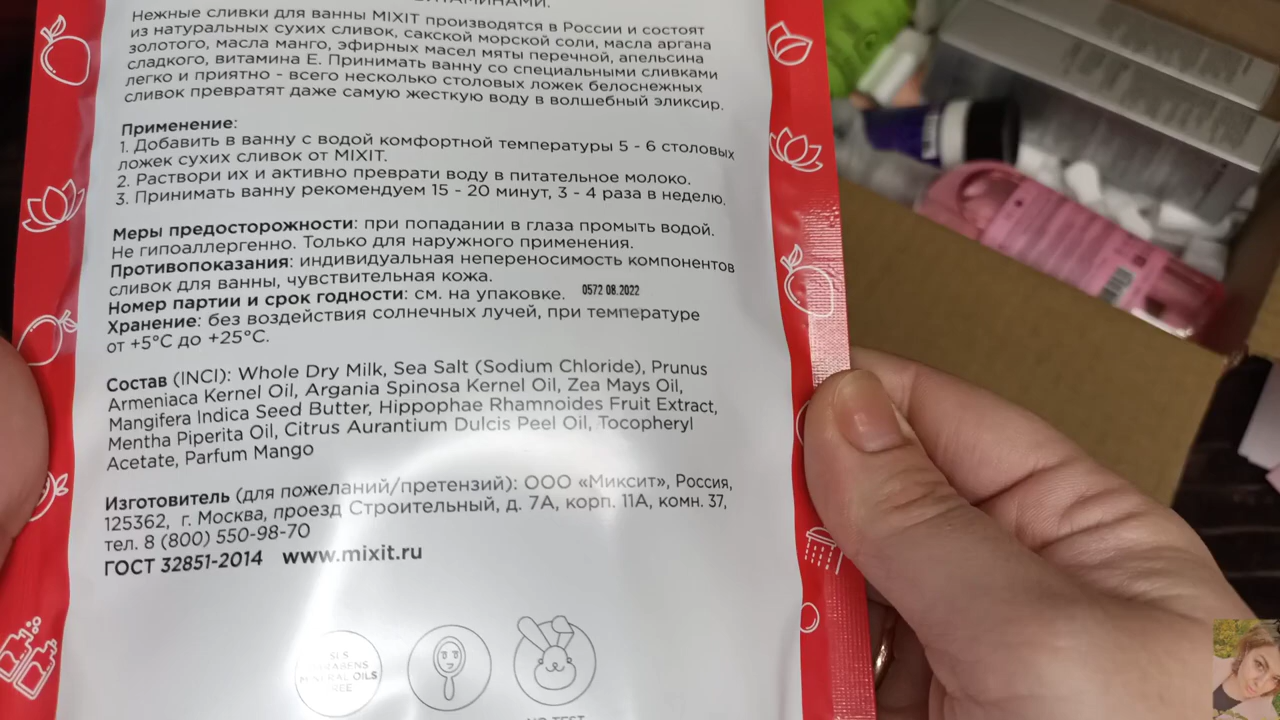 ВИТАМИНАМИ.
Нежные сливки для ванны MIXIT производятся в России и состоят
из натуральных сухих сливок, сакской морской соли, масла аргана
золотого, масла манго, эфирных масел мяты перечной, апельсина
сладкого, витамина Е. Принимать ванну со специальными сливками
легко и приятно - всего несколько столовых ложек белоснежных
сливок превратят даже самую жесткую воду в волшебный эликсир.
Применение:
1. Добавить в ванну с водой комфортной температуры 5 - 6 столовых
ложек сухих сливок от MIXIT.
2. Раствори их и активно преврати воду в питательное молоко.
3. Принимать ванну рекомендуем 15 - 20 минут, 3 - 4 раза в неделю.
Меры предосторожности: при попадании в глаза промыть водой.
Не гипоаллергенно. Только для наружного применения.
Противопоказания: индивидуальная непереносимость компонентов
сливок для ванны, чувствительная кожа.
Номер партии и срок годности: см. на упаковке. 0572 08.2022
Хранение: без воздействия солнечных лучей, при температуре
от +5°C до +25°C.
Состав (INCI): Whole Dry Milk, Sea Salt (Sodium Chloride), Prunus
Armeniaca Kernel Oil, Argania Spinosa Kernel Oil, Zea Mays Oil,
Mangifera Indica Seed Butter, Hippophae Rhamnoides Fruit Extract,
Mentha Piperita Oil, Citrus Aurantium Dulcis Peel Oil, Tocopheryl
Acetate, Parfum Mango
Изготовитель (для пожеланий/претензий): ООО «Миксит», Россия,
125362, г. Москва, проезд Строительный, д. 7А, корп. 11А, комн. 37,
тел. 8 (800) 550-98-70
ГОСТ 32851-2014 www.mixit.ru
SLS
PARABENS
MINERAL OILS
FREE
NO TEST